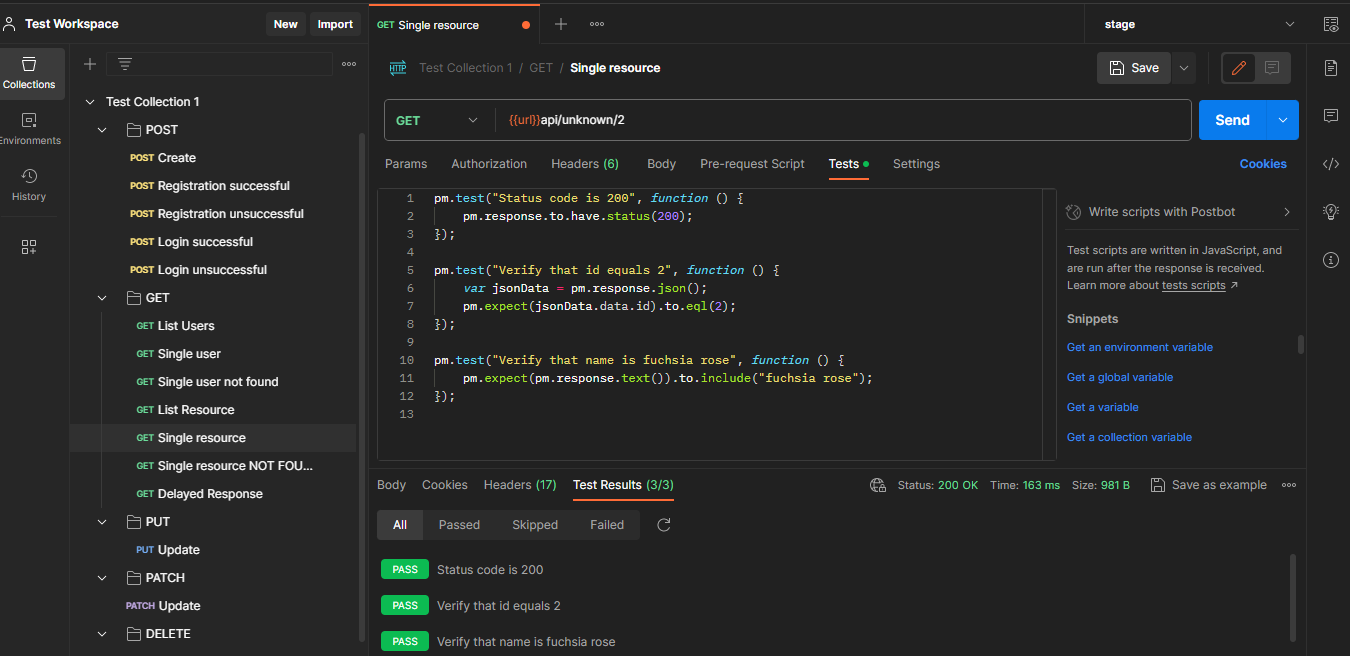 Test Workspace
New
Import
GET Single resource
stage
Collections
Environments
History
Test Collection 1
POST
POST Create
POST Registration successful
POST Registration unsuccessful
POST Login successful
POST Login unsuccessful
GET
GET List Users
GET Single user
GET Single user not found
GET List Resource
GET Single resource
GET Single resource NOT FOU...
GET Delayed Response
PUT
PUT Update
PATCH
PATCH Update
DELETE
HTTP Test Collection 1 / GET / Single resource
Save
GET
{{url}}api/unknown/2
Send
Params
Authorization
Headers (6)
Body
Pre-request Script
Tests
Settings
Cookies
1 pm.test("Status code is 200", function () {
2 pm.response.to.have.status(200);
3 });
4
5 pm.test("Verify that id equals 2", function () {
6 var jsonData = pm.response.json();
7 pm.expect(jsonData.data.id).to.eql(2);
8 });
9
10 pm.test("Verify that name is fuchsia rose", function () {
11 pm.expect(pm.response.text()).to.include("fuchsia rose");
12 });
13
Write scripts with Postbot
Test scripts are written in JavaScript, and
are run after the response is received.
Learn more about tests scripts ↗
Snippets
Get an environment variable
Get a global variable
Get a variable
Get a collection variable
Body
Cookies
Headers (17)
Test Results (3/3)
Status: 200 OK
Time: 163 ms
Size: 981 B
Save as example
All
Passed
Skipped
Failed
PASS Status code is 200
PASS Verify that id equals 2
PASS Verify that name is fuchsia rose